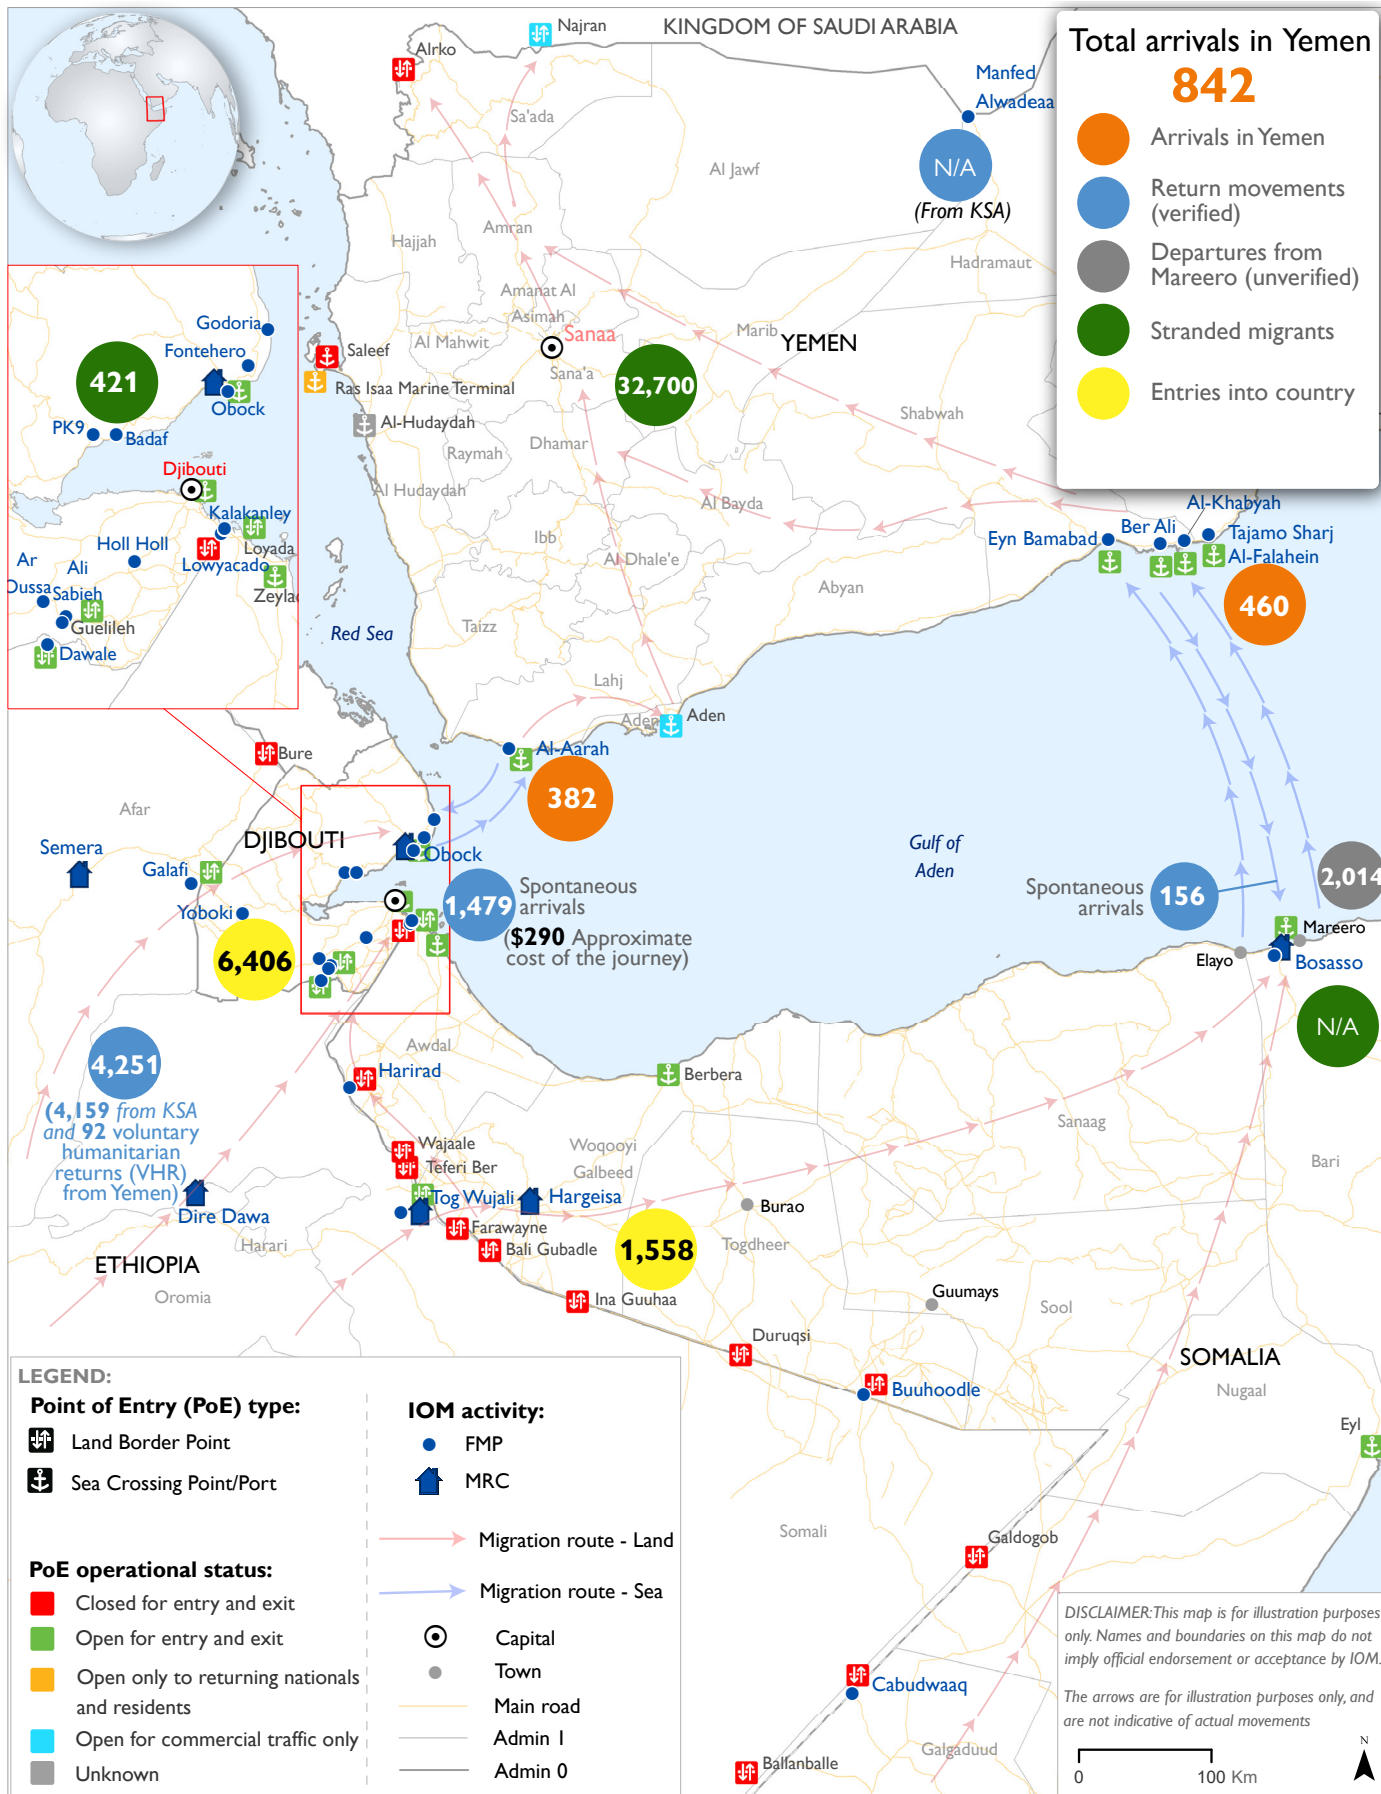 KINGDOM OF SAUDI ARABIA
Najran
Alrko
Manfed
Alwadeaa
N/A
(From KSA)
Total arrivals in Yemen
842
Arrivals in Yemen
Return movements
(verified)
Departures from
Mareero (unverified)
Stranded migrants
Entries into country
Sa'ada
Al Jawf
Amran
Hajjah
Hadramaut
Amanat Al
Asimah
Al Mahwit
Sanaa
Marib
YEMEN
Sana'a
32,700
Saleef
Ras Isaa Marine Terminal
Al-Hudaydah
Shabwah
Dhamar
Raymah
Al Hudaydah
Al Bayda
Ibb
Al Dhale'e
Abyan
Taizz
Lahj
Aden
Aden
Red Sea
Al-Khabyah
Ber Ali
Eyn Bamabad
Tajamo Sharj
Al-Falahein
460
Godoria
Fontehero
421
Obock
PK9
Badaf
Djibouti
Kalakanley
Loyada
Holl Holl
Lowyacado
Ar
Oussa
Ali
Sabieh
Zeylac
Guelileh
Dawale
Bure
Al-Aarah
382
Afar
DJIBOUTI
Semera
Galafi
Obock
Yoboki
6,406
1,479
Spontaneous
arrivals
($290 Approximate
cost of the journey)
Gulf of
Aden
Spontaneous
arrivals
156
2,014
Mareero
Elayo
Bosasso
N/A
4,251
(4,159 from KSA
and 92 voluntary
humanitarian
returns (VHR)
from Yemen)
Awdal
Harirad
Berbera
Sanaag
Bari
Wajaale
Teferi Ber
Woqooyi
Galbeed
Tog Wujali
Hargeisa
Dire Dawa
Burao
Farawayne
Bali Gubadle
1,558
Togdheer
Harari
ETHIOPIA
Oromia
Ina Guuhaa
Guumays
Sool
Duruqsi
SOMALIA
Nugaal
Buuhoodle
Eyl
Somali
Galdogob
Cabudwaaq
Galgaduud
Ballanballe
LEGEND:
Point of Entry (PoE) type:
Land Border Point
Sea Crossing Point/Port
PoE operational status:
Closed for entry and exit
Open for entry and exit
Open only to returning nationals
and residents
Open for commercial traffic only
Unknown
IOM activity:
FMP
MRC
Migration route - Land
Migration route - Sea
Capital
Town
Main road
Admin 1
Admin 0
DISCLAIMER:This map is for illustration purposes
only. Names and boundaries on this map do not
imply official endorsement or acceptance by IOM.
The arrows are for illustration purposes only, and
are not indicative of actual movements
N
0 100 Km